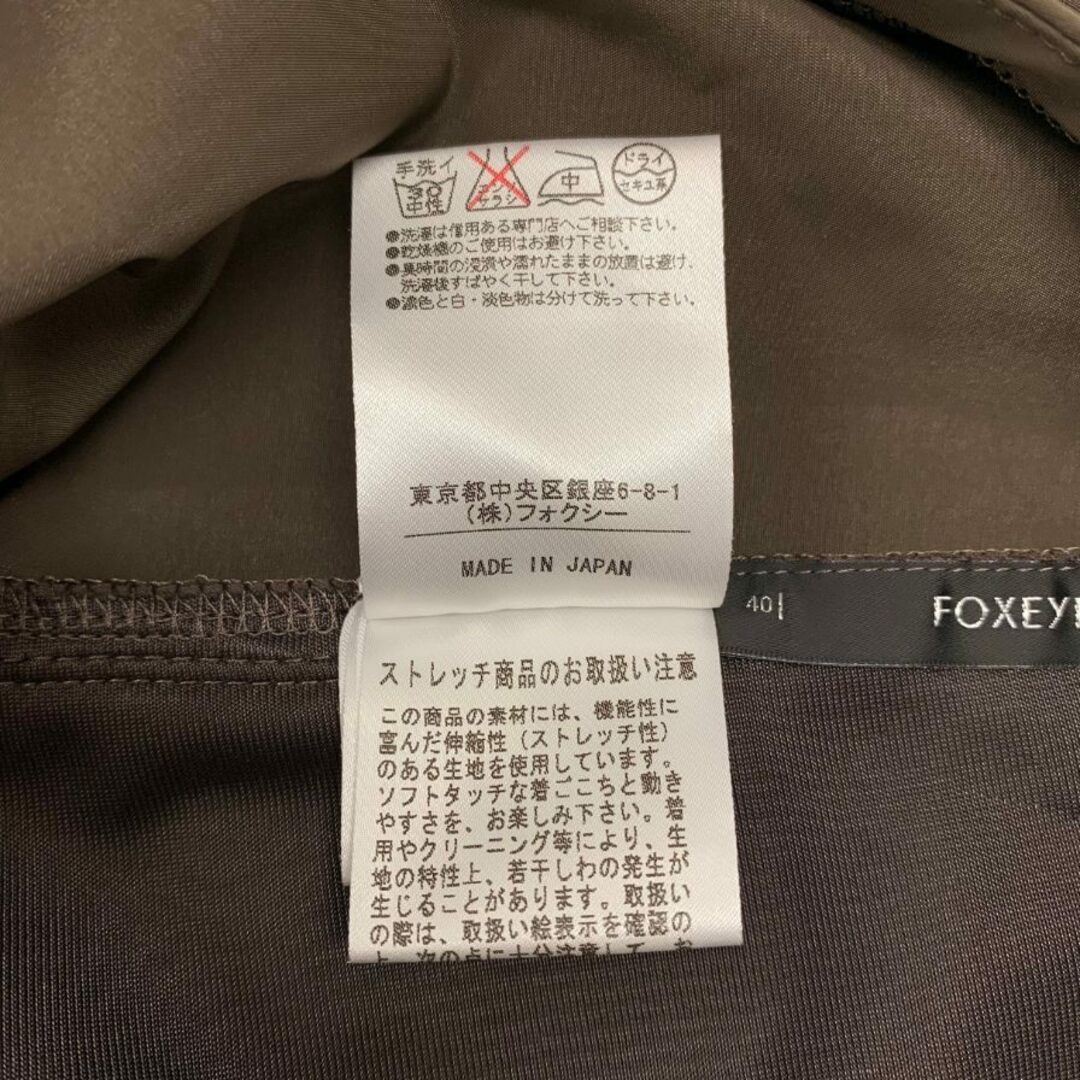 手洗イ
30
中性
エンソ
サラシ
中
ドライ
セキユ系
●洗濯は信用ある専門店へご相談下さい。
●乾燥機のご使用はお避け下さい。
●長時間の浸漬や濡れたままの放置は避け、
洗濯後すばやく干して下さい。
●濃色と白・淡色物は分けて洗って下さい。
東京都中央区銀座6-8-1
(株)フォクシー
MADE IN JAPAN
40
FOXEY
ストレッチ商品のお取扱い注意
この商品の素材には、機能性に
富んだ伸縮性（ストレッチ性）
のある生地を使用しています。
ソフトタッチな着ごこちと動き
やすさを、お楽しみ下さい。着
用やクリーニング等により、生
地の特性上、若干しわの発生が
生じることがあります。取扱い
の際は、取扱い絵表示を確認の
上、次の点に十分注意して、お